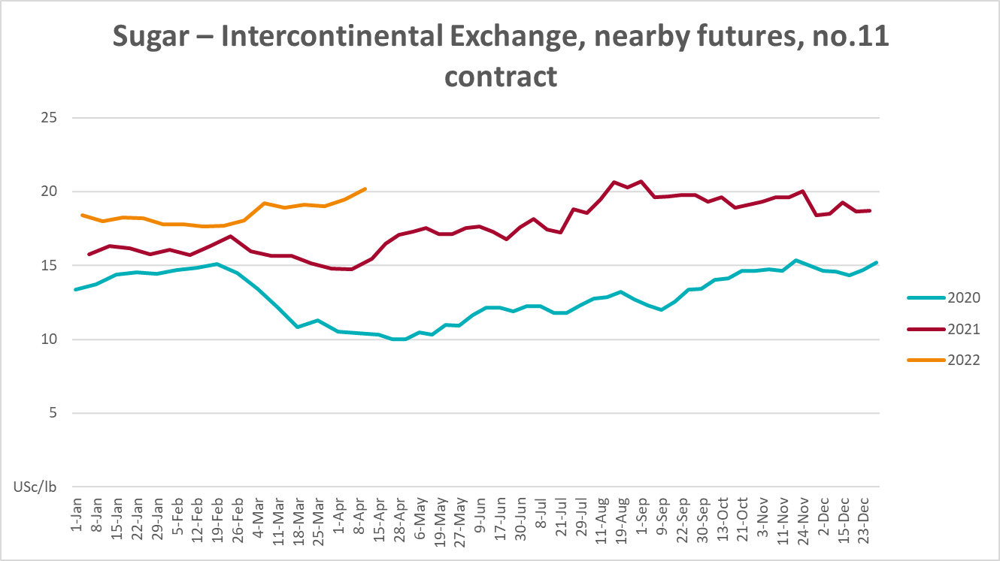 Sugar – Intercontinental Exchange, nearby futures, no.11
contract
25
20
15
10
5
USc/lb
1-Jan
8-Jan
15-Jan
22-Jan
29-Jan
5-Feb
12-Feb
19-Feb
26-Feb
4-Mar
11-Mar
18-Mar
25-Mar
1-Apr
8-Apr
15-Apr
28-Apr
6-May
19-May
27-May
9-Jun
17-Jun
30-Jun
8-Jul
21-Jul
29-Jul
11-Aug
19-Aug
1-Sep
9-Sep
22-Sep
30-Sep
13-Oct
21-Oct
3-Nov
11-Nov
24-Nov
2-Dec
15-Dec
23-Dec
2020
2021
2022